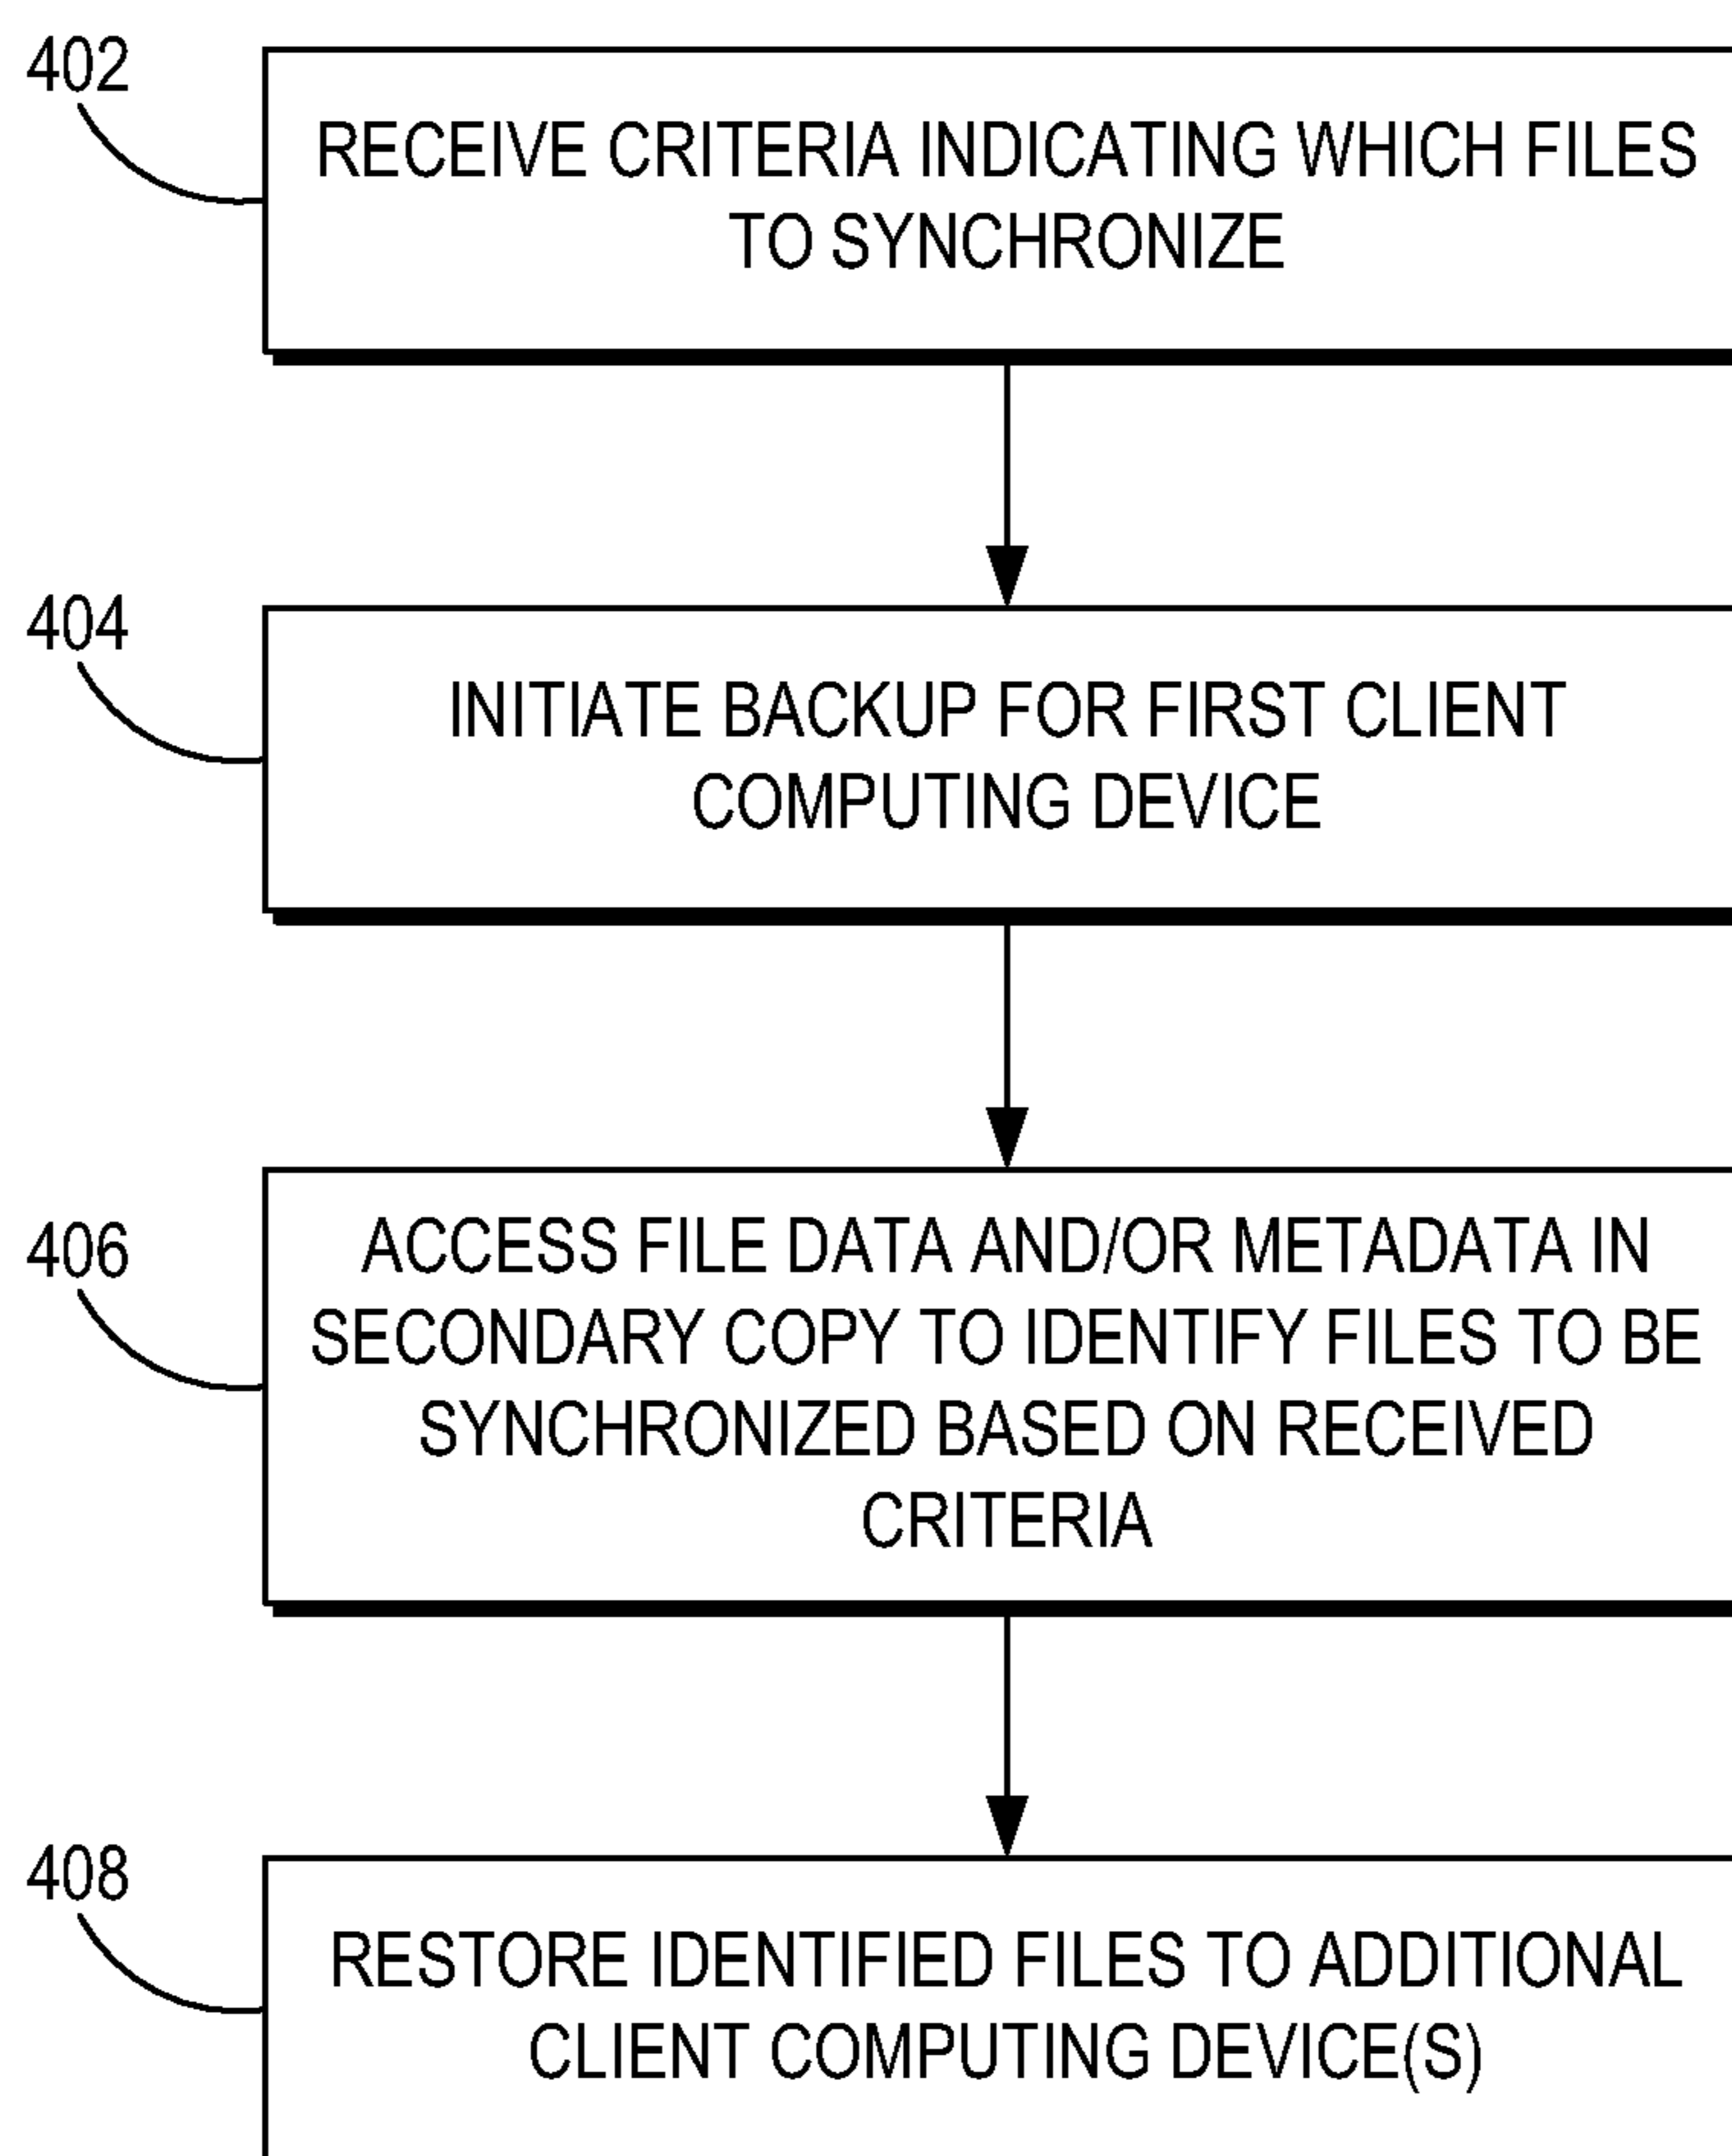 402
RECEIVE CRITERIA INDICATING WHICH FILES
TO SYNCHRONIZE
404
INITIATE BACKUP FOR FIRST CLIENT
COMPUTING DEVICE
406
ACCESS FILE DATA AND/OR METADATA IN
SECONDARY COPY TO IDENTIFY FILES TO BE
SYNCHRONIZED BASED ON RECEIVED
CRITERIA
408
RESTORE IDENTIFIED FILES TO ADDITIONAL
CLIENT COMPUTING DEVICE(S)